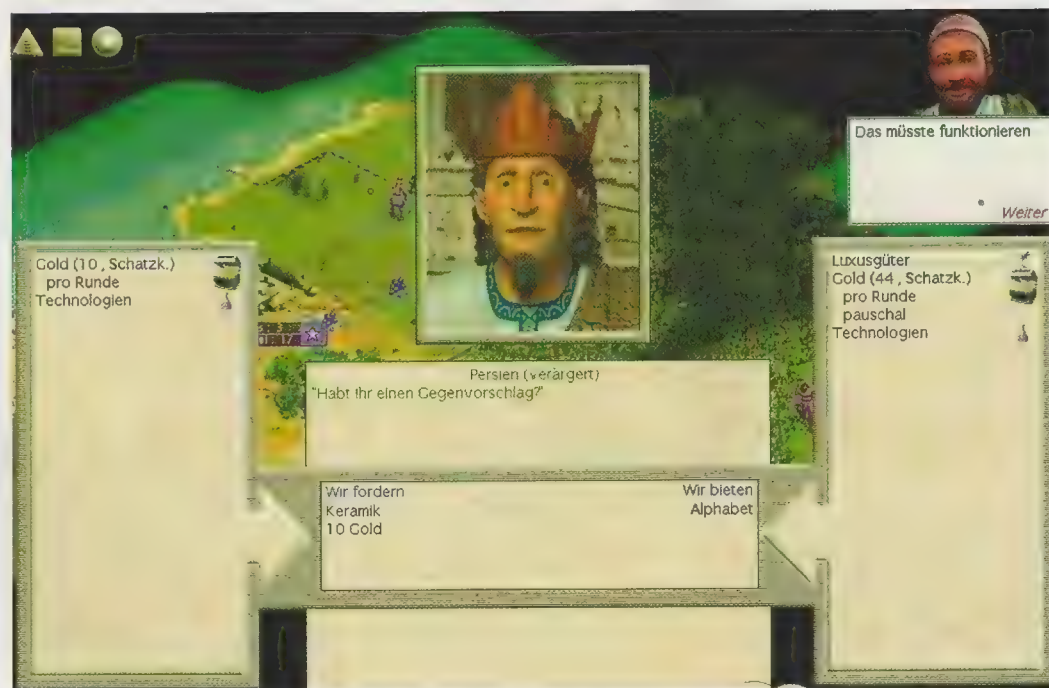 Das müsste funktionieren
Weiter
Gold (10 , Schatzk.)
pro Runde
Technologien
Luxusgüter
Gold (44 , Schatzk.)
pro Runde
pauschal
Technologien
Persien (verärgert)
"Habt Ihr einen Gegenvorschlag?"
Wir fordern
Keramik
10 Gold
Wir bieten
Alphabet